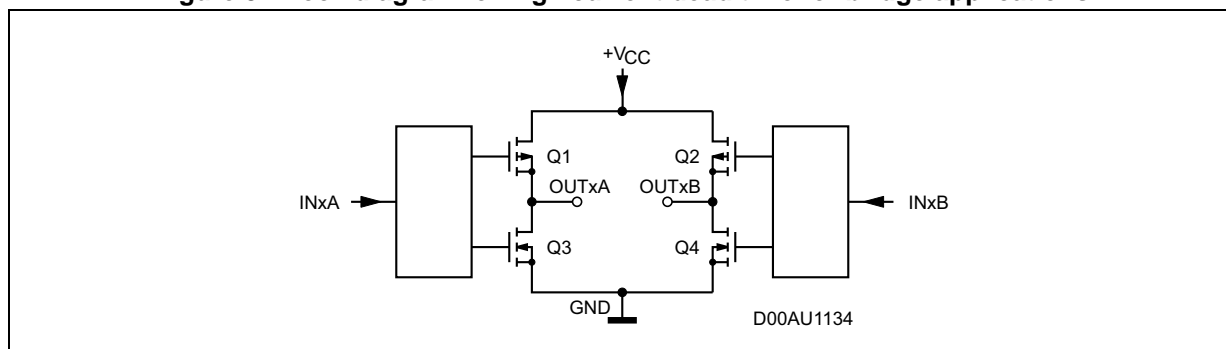 +VCC
Q1
Q2
OUTxA
OUTxB
INxA
INxB
Q3
Q4
GND
D00AU1134